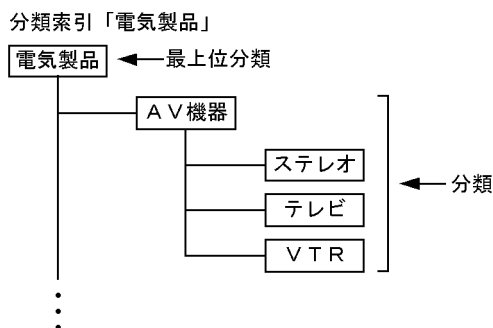 分類索引「電気製品」
電気製品
最上位分類
ＡＶ機器
ステレオ
テレビ
分類
ＶＴＲ